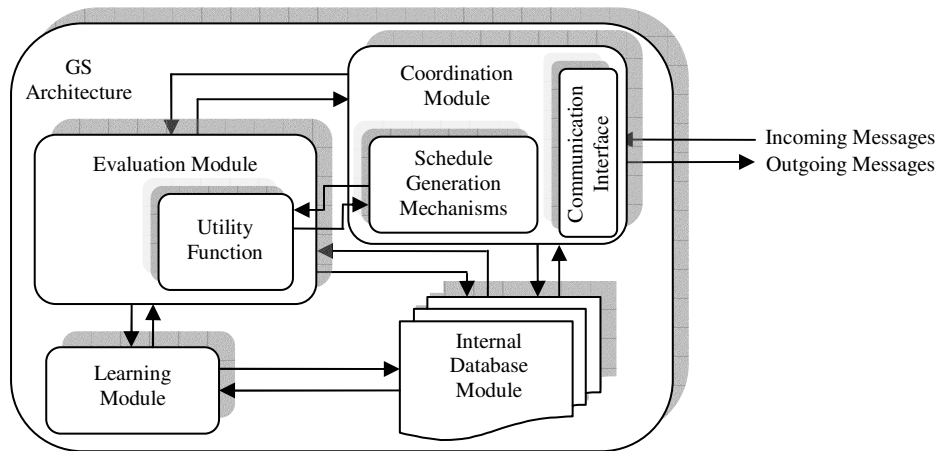 GS
Architecture
Coordination
Module
Communication
Interface
Incoming Messages
Outgoing Messages
Evaluation Module
Schedule
Generation
Mechanisms
Utility
Function
Learning
Module
Internal
Database
Module